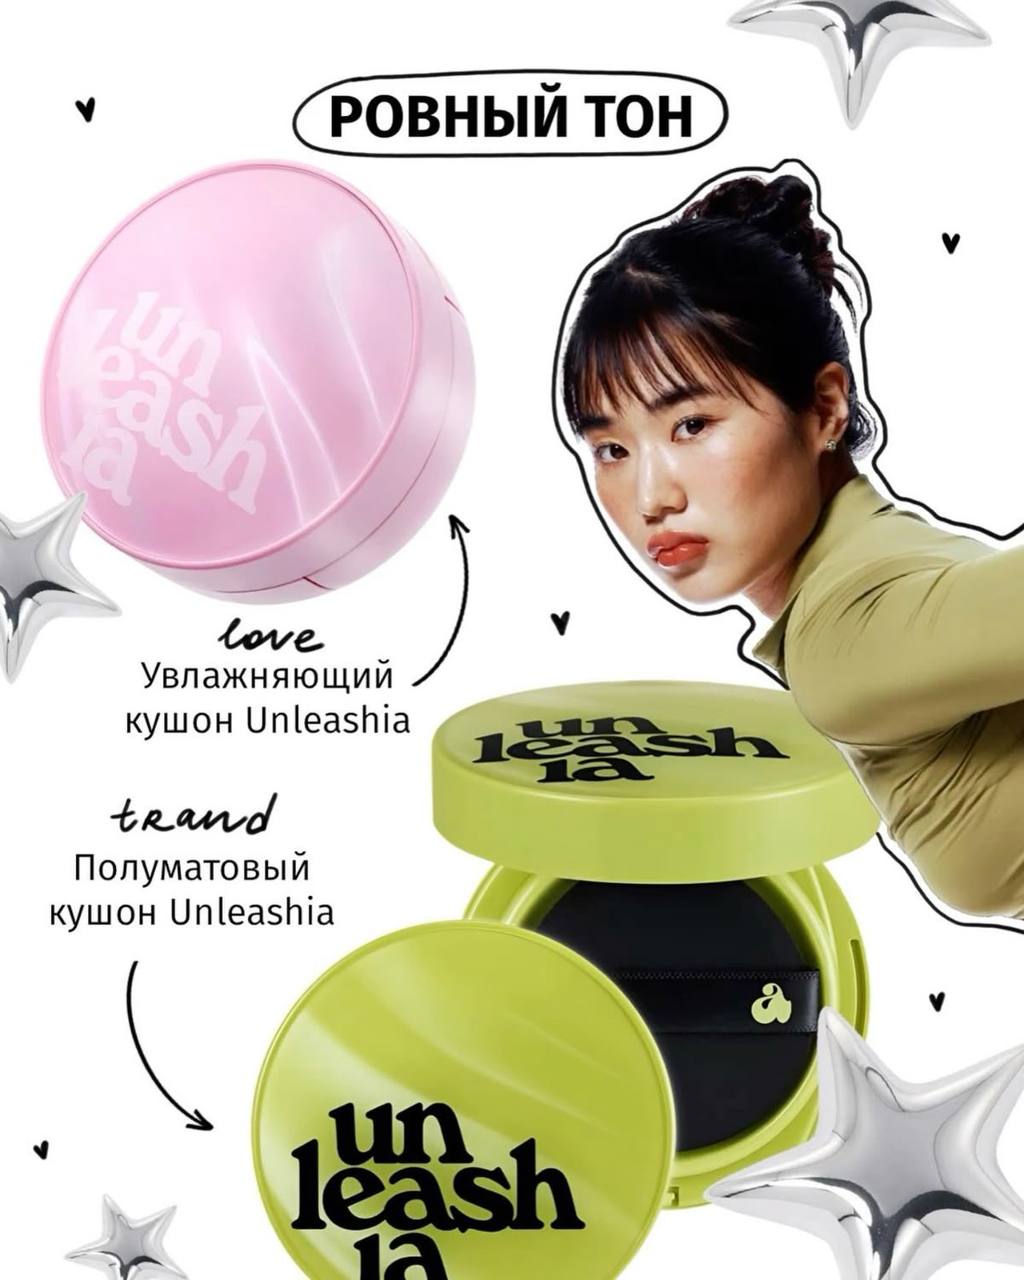 РОВНЫЙ ТОН
un
leash
ia
love
Увлажняющий
кушон Unleashia
un
leash
ia
trand
Полуматовый
кушон Unleashia
a
un
leash
ia